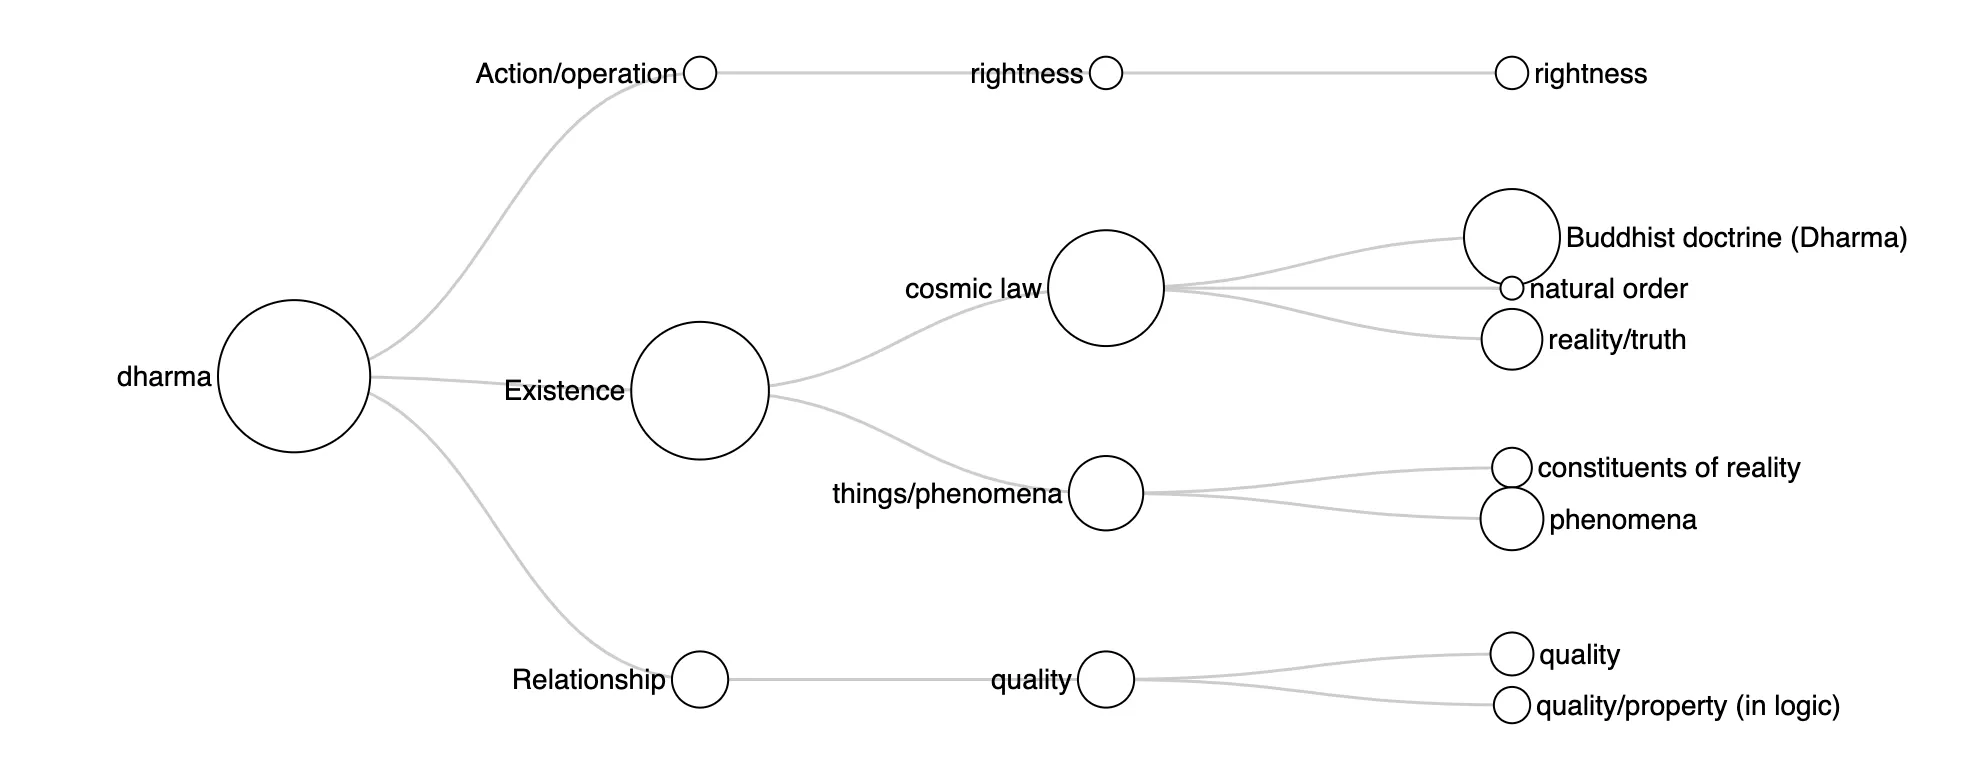 dharma
Action/operation
Existence
Relationship
rightness
cosmic law
things/phenomena
quality
rightness
Buddhist doctrine (Dharma)
natural order
reality/truth
constituents of reality
phenomena
quality
quality/property (in logic)